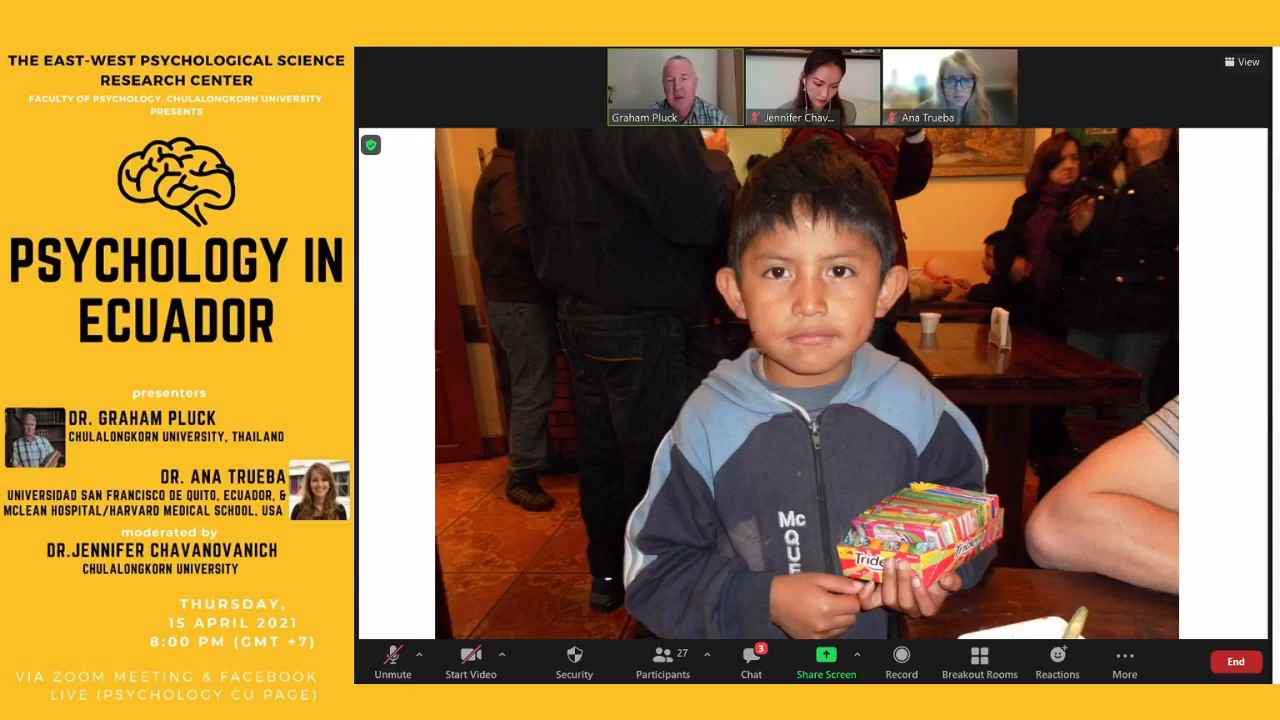 THE EAST-WEST PSYCHOLOGICAL SCIENCE
RESEARCH CENTER
FACULTY OF PSYCHOLOGY, CHULALONGKORN UNIVERSITY
PRESENTS
PSYCHOLOGY IN
ECUADOR
presenters
DR. GRAHAM PLUCK
CHULALONGKORN UNIVERSITY, THAILAND
DR. ANA TRUEBA
UNIVERSIDAD SAN FRANCISCO DE QUITO, ECUADOR, &
MCLEAN HOSPITAL/HARVARD MEDICAL SCHOOL, USA
moderated by
DR.JENNIFER CHAVANOVANICH
CHULALONGKORN UNIVERSITY
THURSDAY,
15 APRIL 2021
8:00 PM (GMT +7)
VIA ZOOM MEETING & FACEBOOK
LIVE (PSYCHOLOGY CU PAGE)
Graham Pluck
Jennifer Chav...
Ana Trueba
View
Mc
QUE
Tride
Trident
Unmute
Start Video
Security
27
Participants
3
Chat
Share Screen
Record
Breakout Rooms
Reactions
More
End